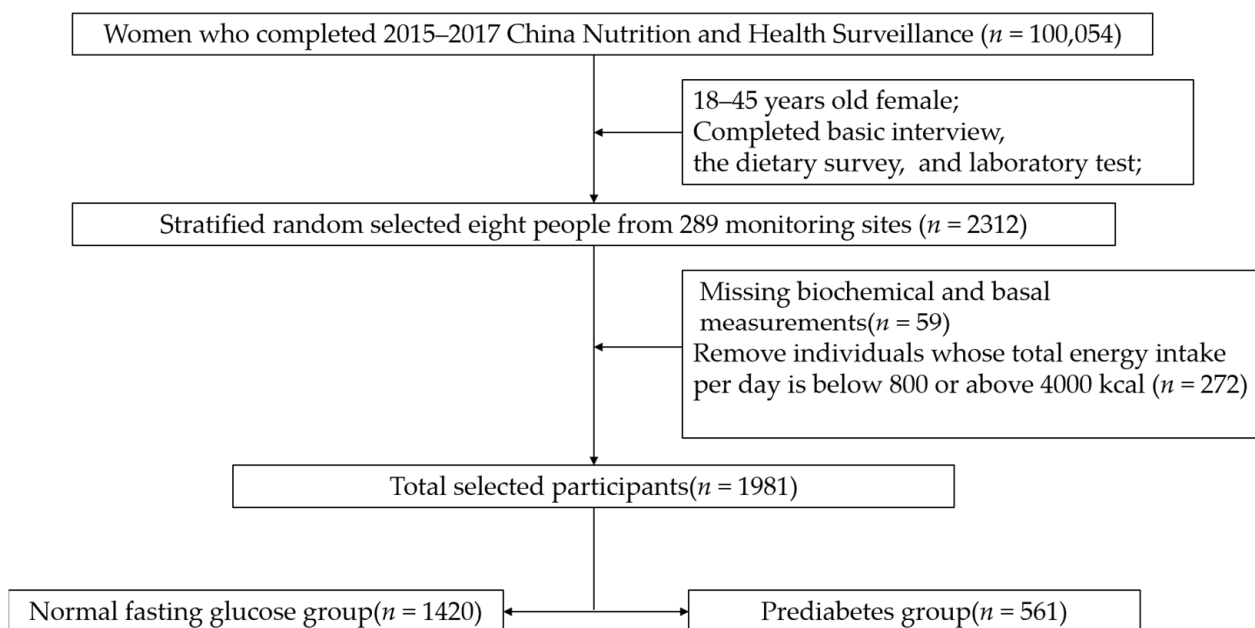 Women who completed 2015–2017 China Nutrition and Health Surveillance (n = 100,054)
18–45 years old female;
Completed basic interview,
the dietary survey, and laboratory test;
Stratified random selected eight people from 289 monitoring sites (n = 2312)
Missing biochemical and basal
measurements(n = 59)
Remove individuals whose total energy intake
per day is below 800 or above 4000 kcal (n = 272)
Total selected participants(n = 1981)
Normal fasting glucose group(n = 1420)
Prediabetes group(n = 561)